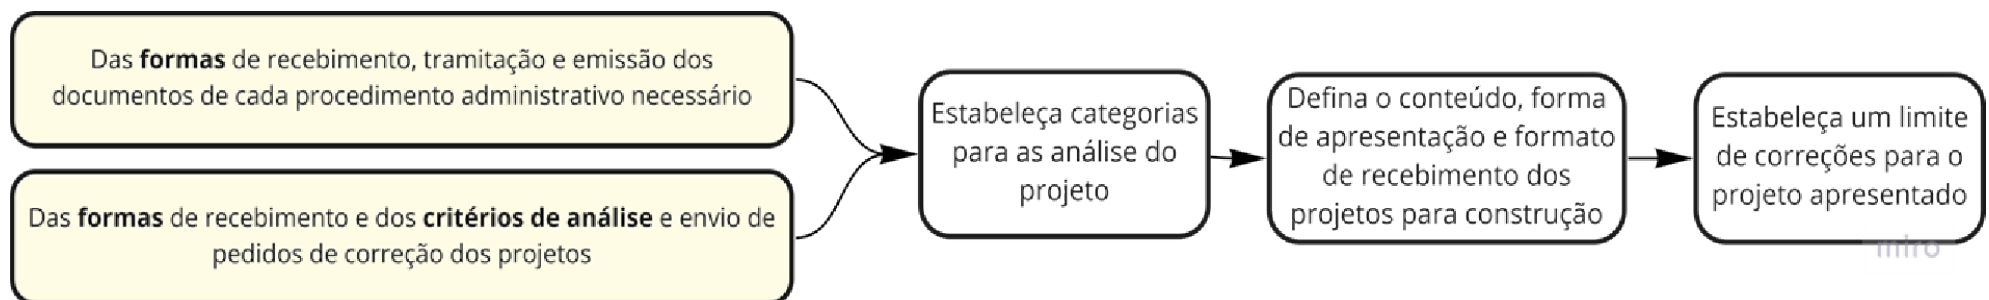 Das formas de recebimento, tramitação e emissão dos
documentos de cada procedimento administrativo necessário
Das formas de recebimento e dos critérios de análise e envio de
pedidos de correção dos projetos
Estabeleça categorias
para as análise do
projeto
Defina o conteúdo, forma
de apresentação e formato
de recebimento dos
projetos para construção
Estabeleça um limite
de correções para o
projeto apresentado
miro